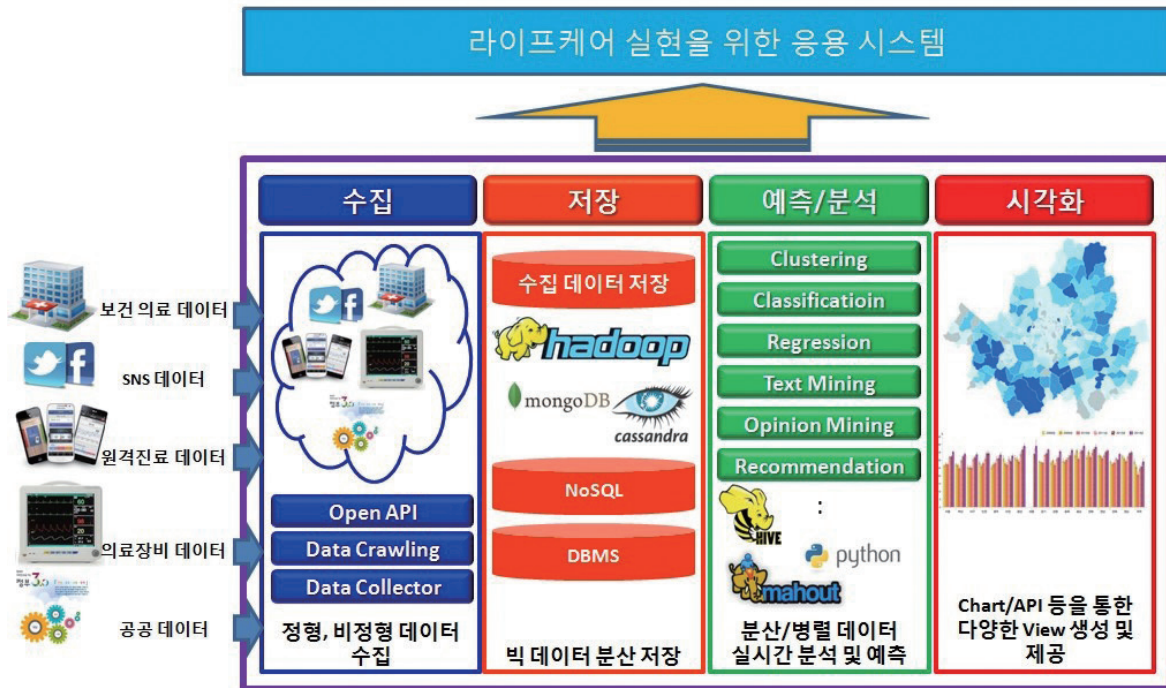 라이프케어 실현을 위한 응용 시스템
수집
저장
예측/분석
시각화
보건 의료 데이터
SNS 데이터
원격진료 데이터
의료장비 데이터
정부3.0
공공 데이터
Open API
Data Crawling
Data Collector
정형, 비정형 데이터
수집
수집 데이터 저장
hadoop
mongoDB
cassandra
NoSQL
DBMS
빅 데이터 분산 저장
Clustering
Classificatioin
Regression
Text Mining
Opinion Mining
Recommendation
:
HIVE
python
mahout
분산/병렬 데이터
실시간 분석 및 예측
Chart/API 등을 통한
다양한 View 생성 및
제공